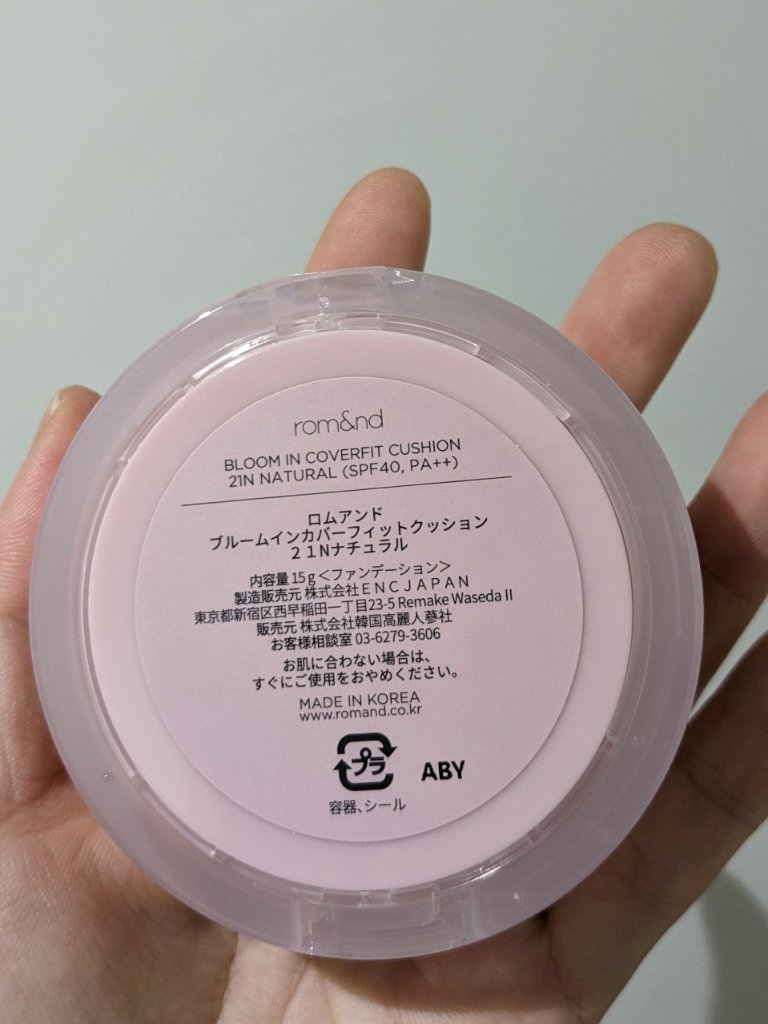 rom&nd
BLOOM IN COVERFIT CUSHION
21N NATURAL (SPF40, PA++)
ロムアンド
ブルームインカバーフィットクッション
２１Nナチュラル
内容量 15g＜ファンデーション＞
製造販売元 株式会社ＥＮＣＪＡＰＡＮ
東京都新宿区西早稲田一丁目23-5 Remake Waseda II
販売元 株式会社韓国高麗人蔘社
お客様相談室 03-6279-3606
お肌に合わない場合は、
すぐにご使用をおやめください。
MADE IN KOREA
www.romand.co.kr
プラ
ABY
容器、シール